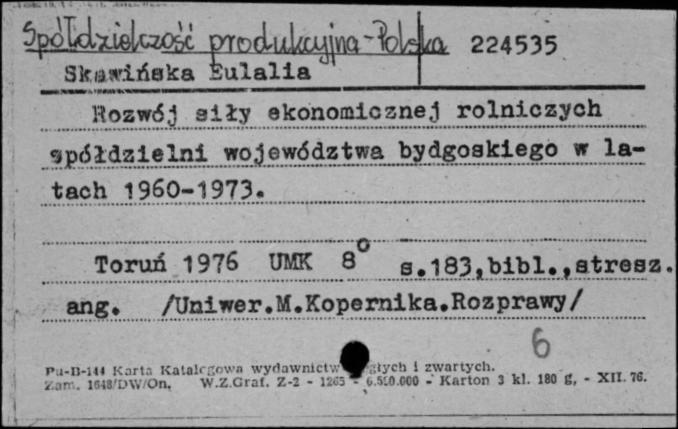 Spółdzielczość produkcyjna-Polska 224535
Skawińska Eulalia
Rozwój siły ekonomicznej rolniczych
spółdzielni województwa bydgoskiego w la-
tach 1960-1973.
Toruń 1976 UMK 8° s.183,bibl.,stresz.
ang. /Uniwer.M.Kopernika.Rozprawy/
6
Pu-B-144 Karta Katalogowa wydawnictw ciągłych i zwartych.
Zam. 1648/DW/On. W.Z.Graf. Z-2 - 1265 - 6.520.000 - Karton 3 kl. 180 g. - XII. 76.